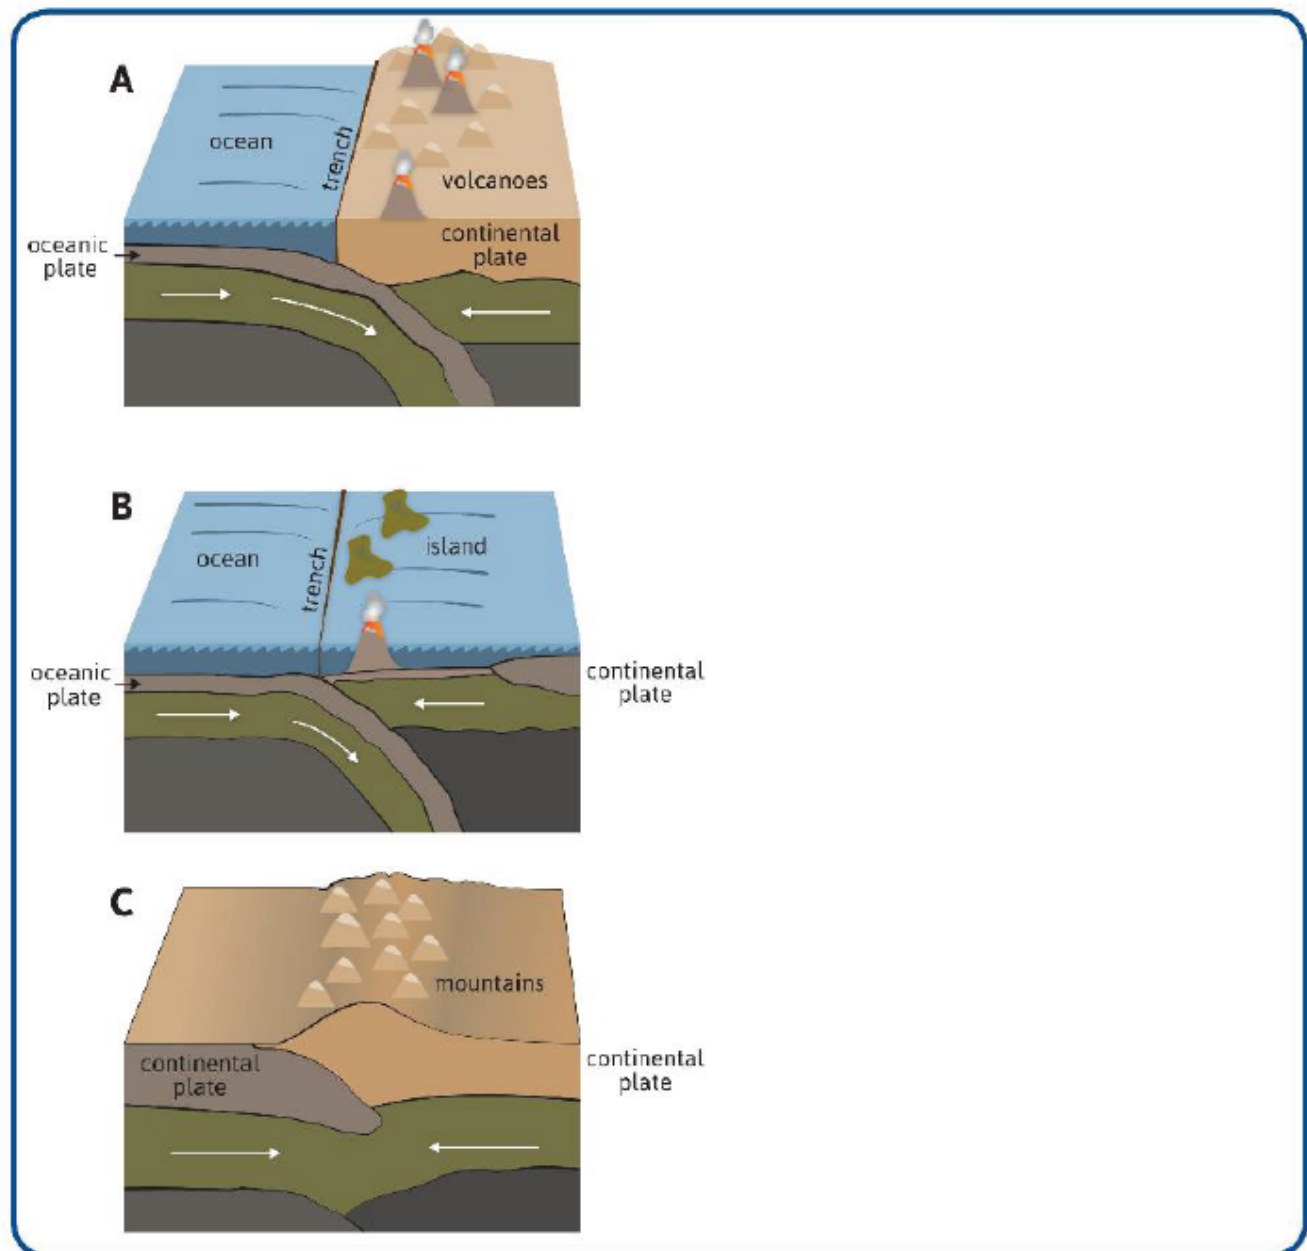 A
ocean
trench
volcanoes
continental
plate
oceanic
plate
B
ocean
trench
island
oceanic
plate
continental
plate
C
mountains
continental
plate
continental
plate